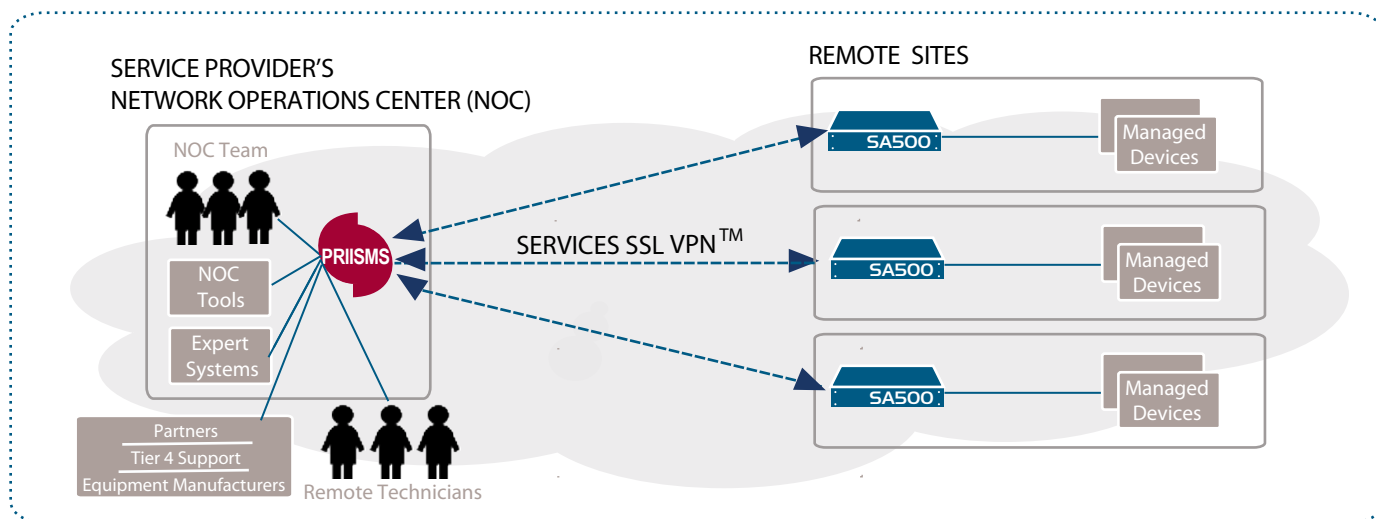 SERVICE PROVIDER'S
NETWORK OPERATIONS CENTER (NOC)
NOC Team
PRIISMS
NOC
Tools
Expert
Systems
Partners
Tier 4 Support
Equipment Manufacturers
Remote Technicians
SERVICES SSL VPN™
REMOTE SITES
SA500
Managed
Devices
SA500
Managed
Devices
SA500
Managed
Devices